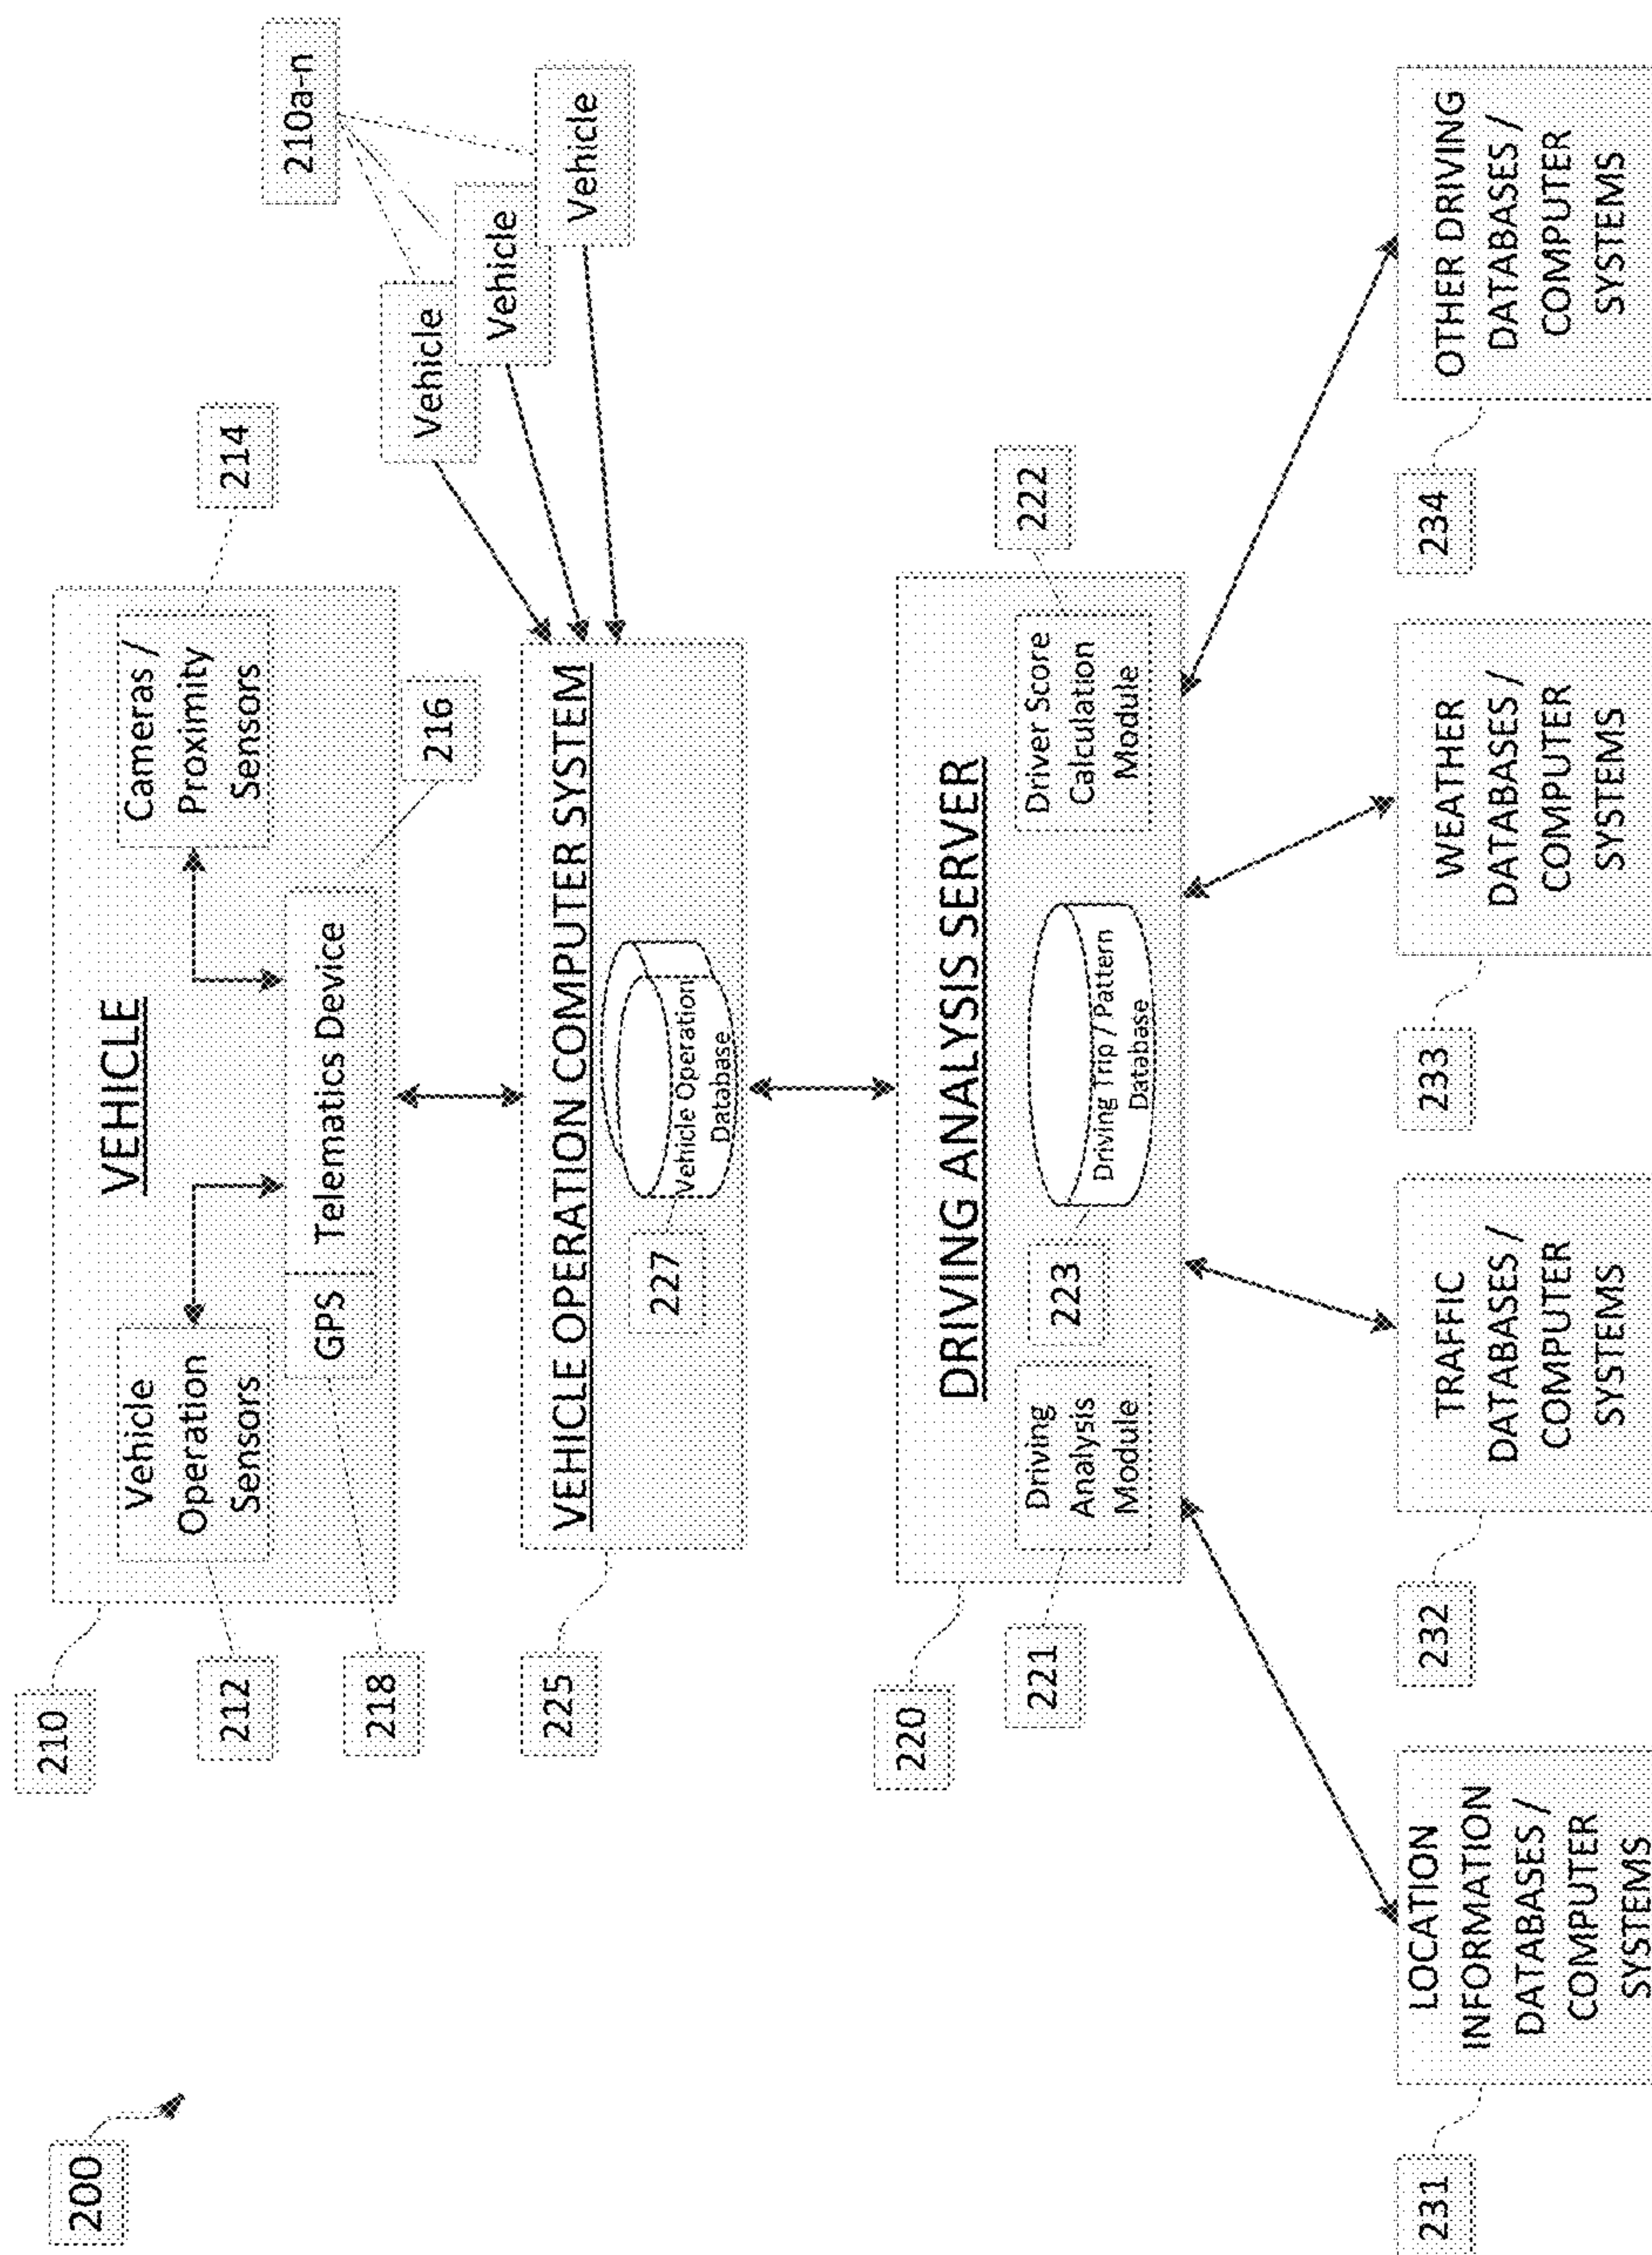 200
210
VEHICLE
212
Vehicle
Operation
Sensors
Cameras /
Proximity
Sensors
214
218
GPS
Telematics Device
216
210a-n
Vehicle
Vehicle
Vehicle
225
VEHICLE OPERATION COMPUTER SYSTEM
227
Vehicle Operation
Database
220
DRIVING ANALYSIS SERVER
221
Driving
Analysis
Module
223
Driving Trip / Pattern
Database
Driver Score
Calculation
Module
222
231
LOCATION
INFORMATION
DATABASES /
COMPUTER
SYSTEMS
232
TRAFFIC
DATABASES /
COMPUTER
SYSTEMS
233
WEATHER
DATABASES /
COMPUTER
SYSTEMS
234
OTHER DRIVING
DATABASES /
COMPUTER
SYSTEMS